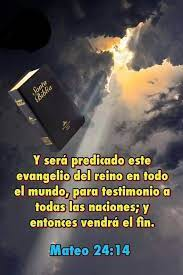 Santa
Biblia
Y será predicado este
evangelio del reino en todo
el mundo, para testimonio a
todas las naciones; y
entonces vendrá el fin.
Mateo 24:14